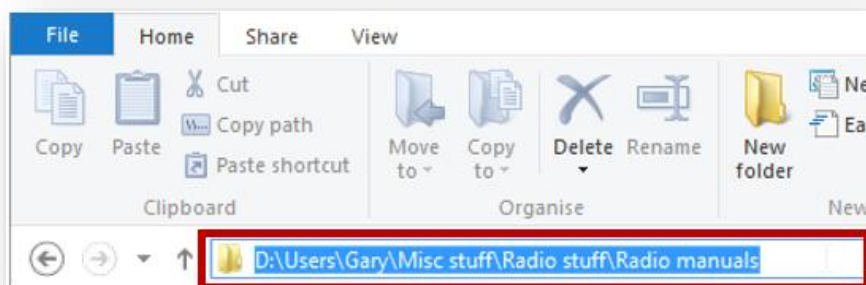 File Home Share View
Copy
Paste
Cut
Copy path
Paste shortcut
Clipboard
Move to
Copy to
Delete
Rename
Organise
New folder
D:\Users\Gary\Misc stuff\Radio stuff\Radio manuals